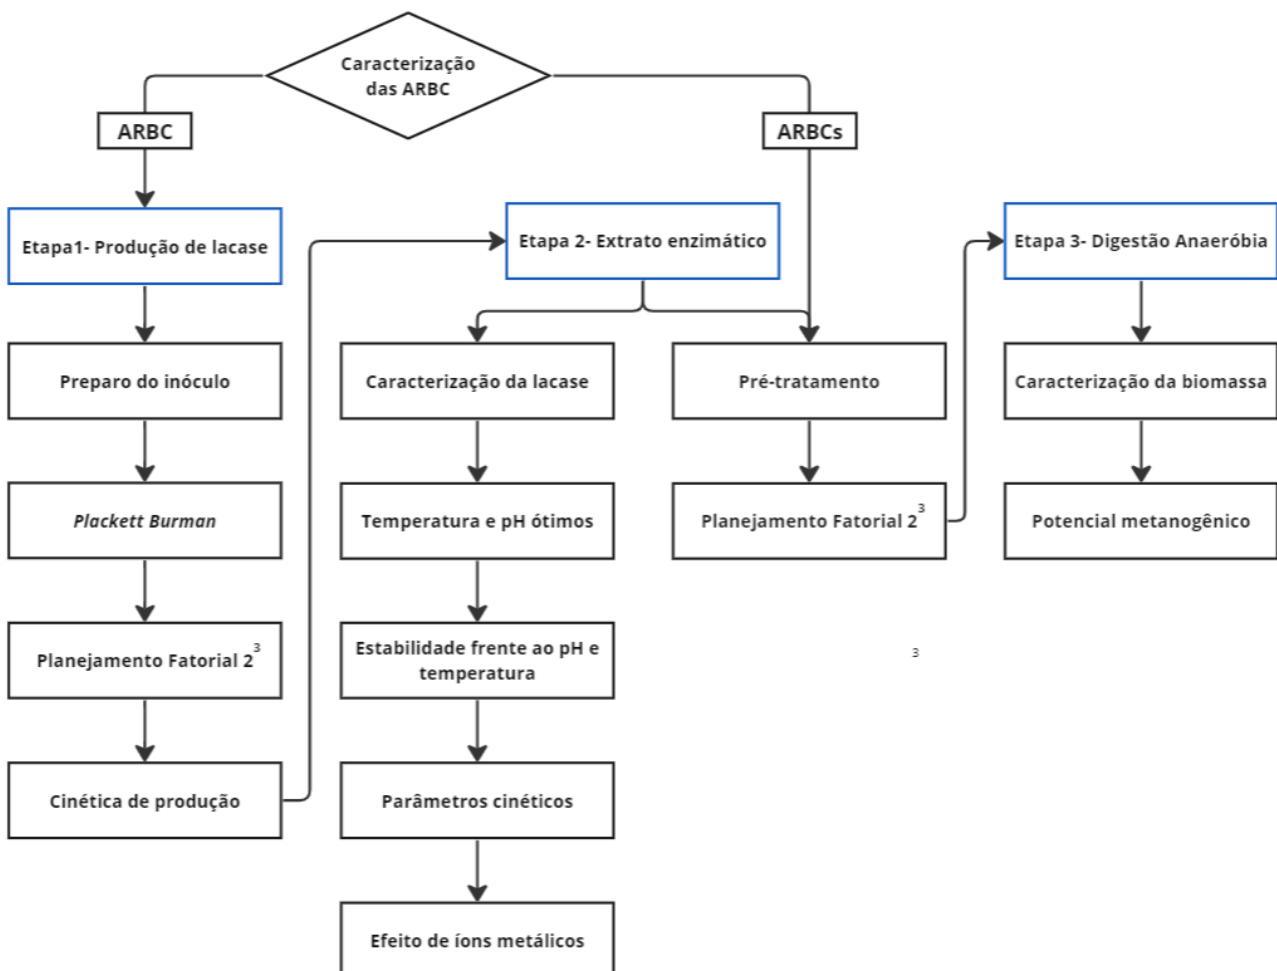 Caracterização
das ARBC
ARBC
ARBCs
Etapa1- Produção de lacase
Etapa 2- Extrato enzimático
Etapa 3- Digestão Anaeróbia
Preparo do inóculo
Caracterização da lacase
Pré-tratamento
Caracterização da biomassa
Plackett Burman
Temperatura e pH ótimos
Planejamento Fatorial 2³
Potencial metanogênico
Planejamento Fatorial 2³
Estabilidade frente ao pH e
temperatura
3
Cinética de produção
Parâmetros cinéticos
Efeito de íons metálicos